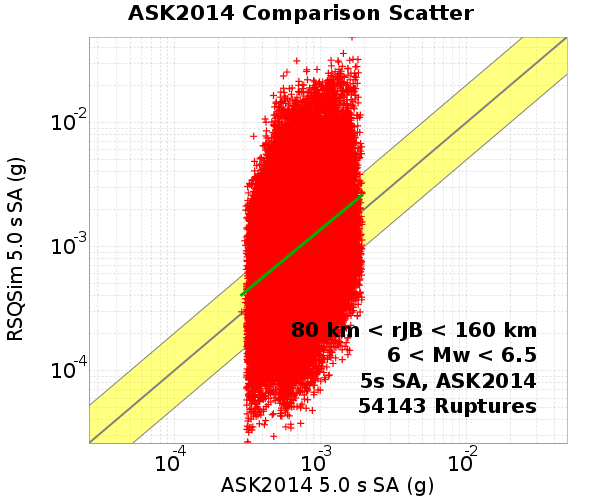 ASK2014 Comparison Scatter
RSQSim 5.0 s SA (g)
10-2
10-3
10-4
80 km < rJB < 160 km
6 < Mw < 6.5
5s SA, ASK2014
54143 Ruptures
10-4 10-3 10-2
ASK2014 5.0 s SA (g)